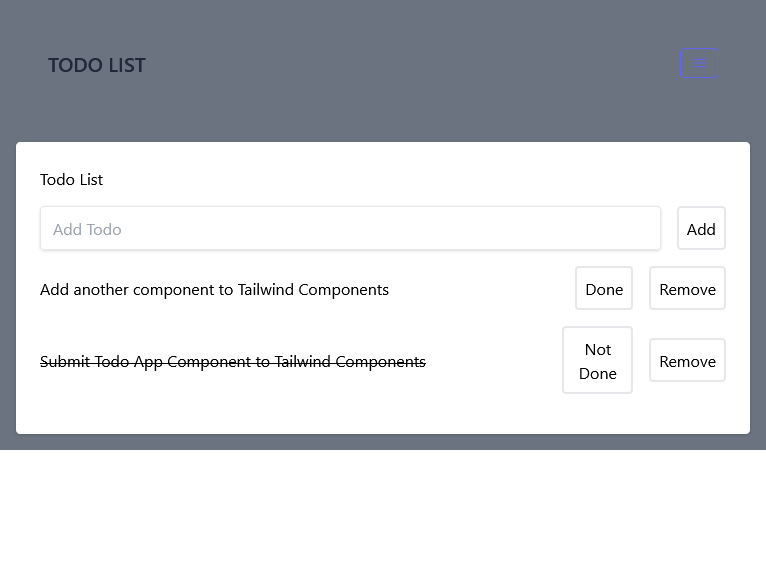 TODO LIST
Todo List
Add Todo
Add
Add another component to Tailwind Components
Done
Remove
Submit Todo App Component to Tailwind Components
Not
Done
Remove